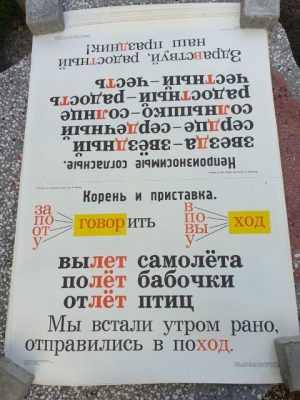 Непроизносимые согласные.
звезда – звёздный
сердце – сердечный
солнышко – солнце
радостный – радость
честный – честь
Здравствуй, радостный
наш праздник!
Корень и приставка.
за
по
от
у
говорить
в
по
вы
у
ход
вылет самолёта
полёт бабочки
отлёт птиц
Мы встали утром рано,
отправились в поход.